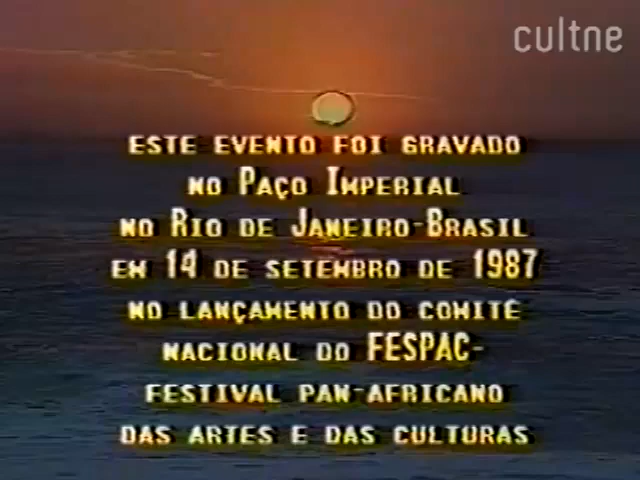 cultne
ESTE EVENTO FOI GRAVADO
NO PAÇO IMPERIAL
NO RIO DE JANEIRO-BRASIL
EM 14 DE SETEMBRO DE 1987
NO LANÇAMENTO DO COMITÊ
NACIONAL DO FESPAC-
FESTIVAL PAN-AFRICANO
DAS ARTES E DAS CULTURAS